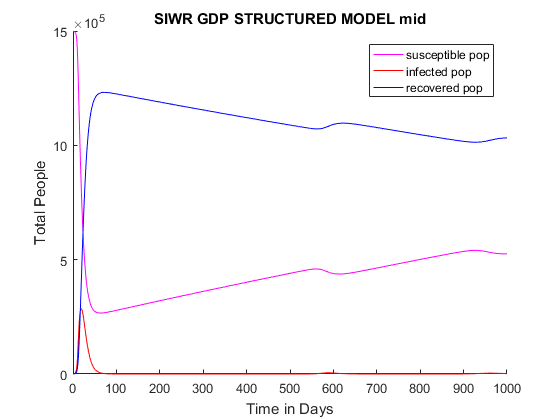 SIWR GDP STRUCTURED MODEL mid
×10^5
susceptible pop
infected pop
recovered pop
15
10
5
0
Total People
0 100 200 300 400 500 600 700 800 900 1000
Time in Days